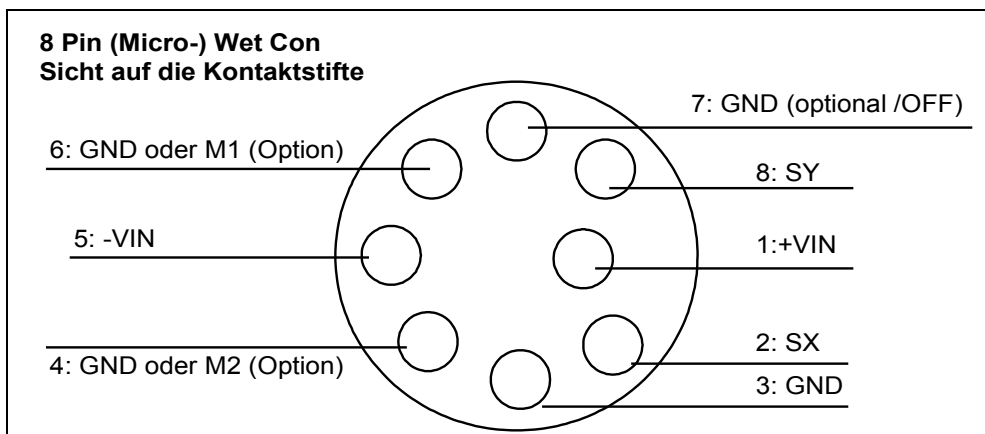 8 Pin (Micro-) Wet Con
Sicht auf die Kontaktstifte
7: GND (optional /OFF)
6: GND oder M1 (Option)
8: SY
5: -VIN
1:+VIN
2: SX
4: GND oder M2 (Option)
3: GND